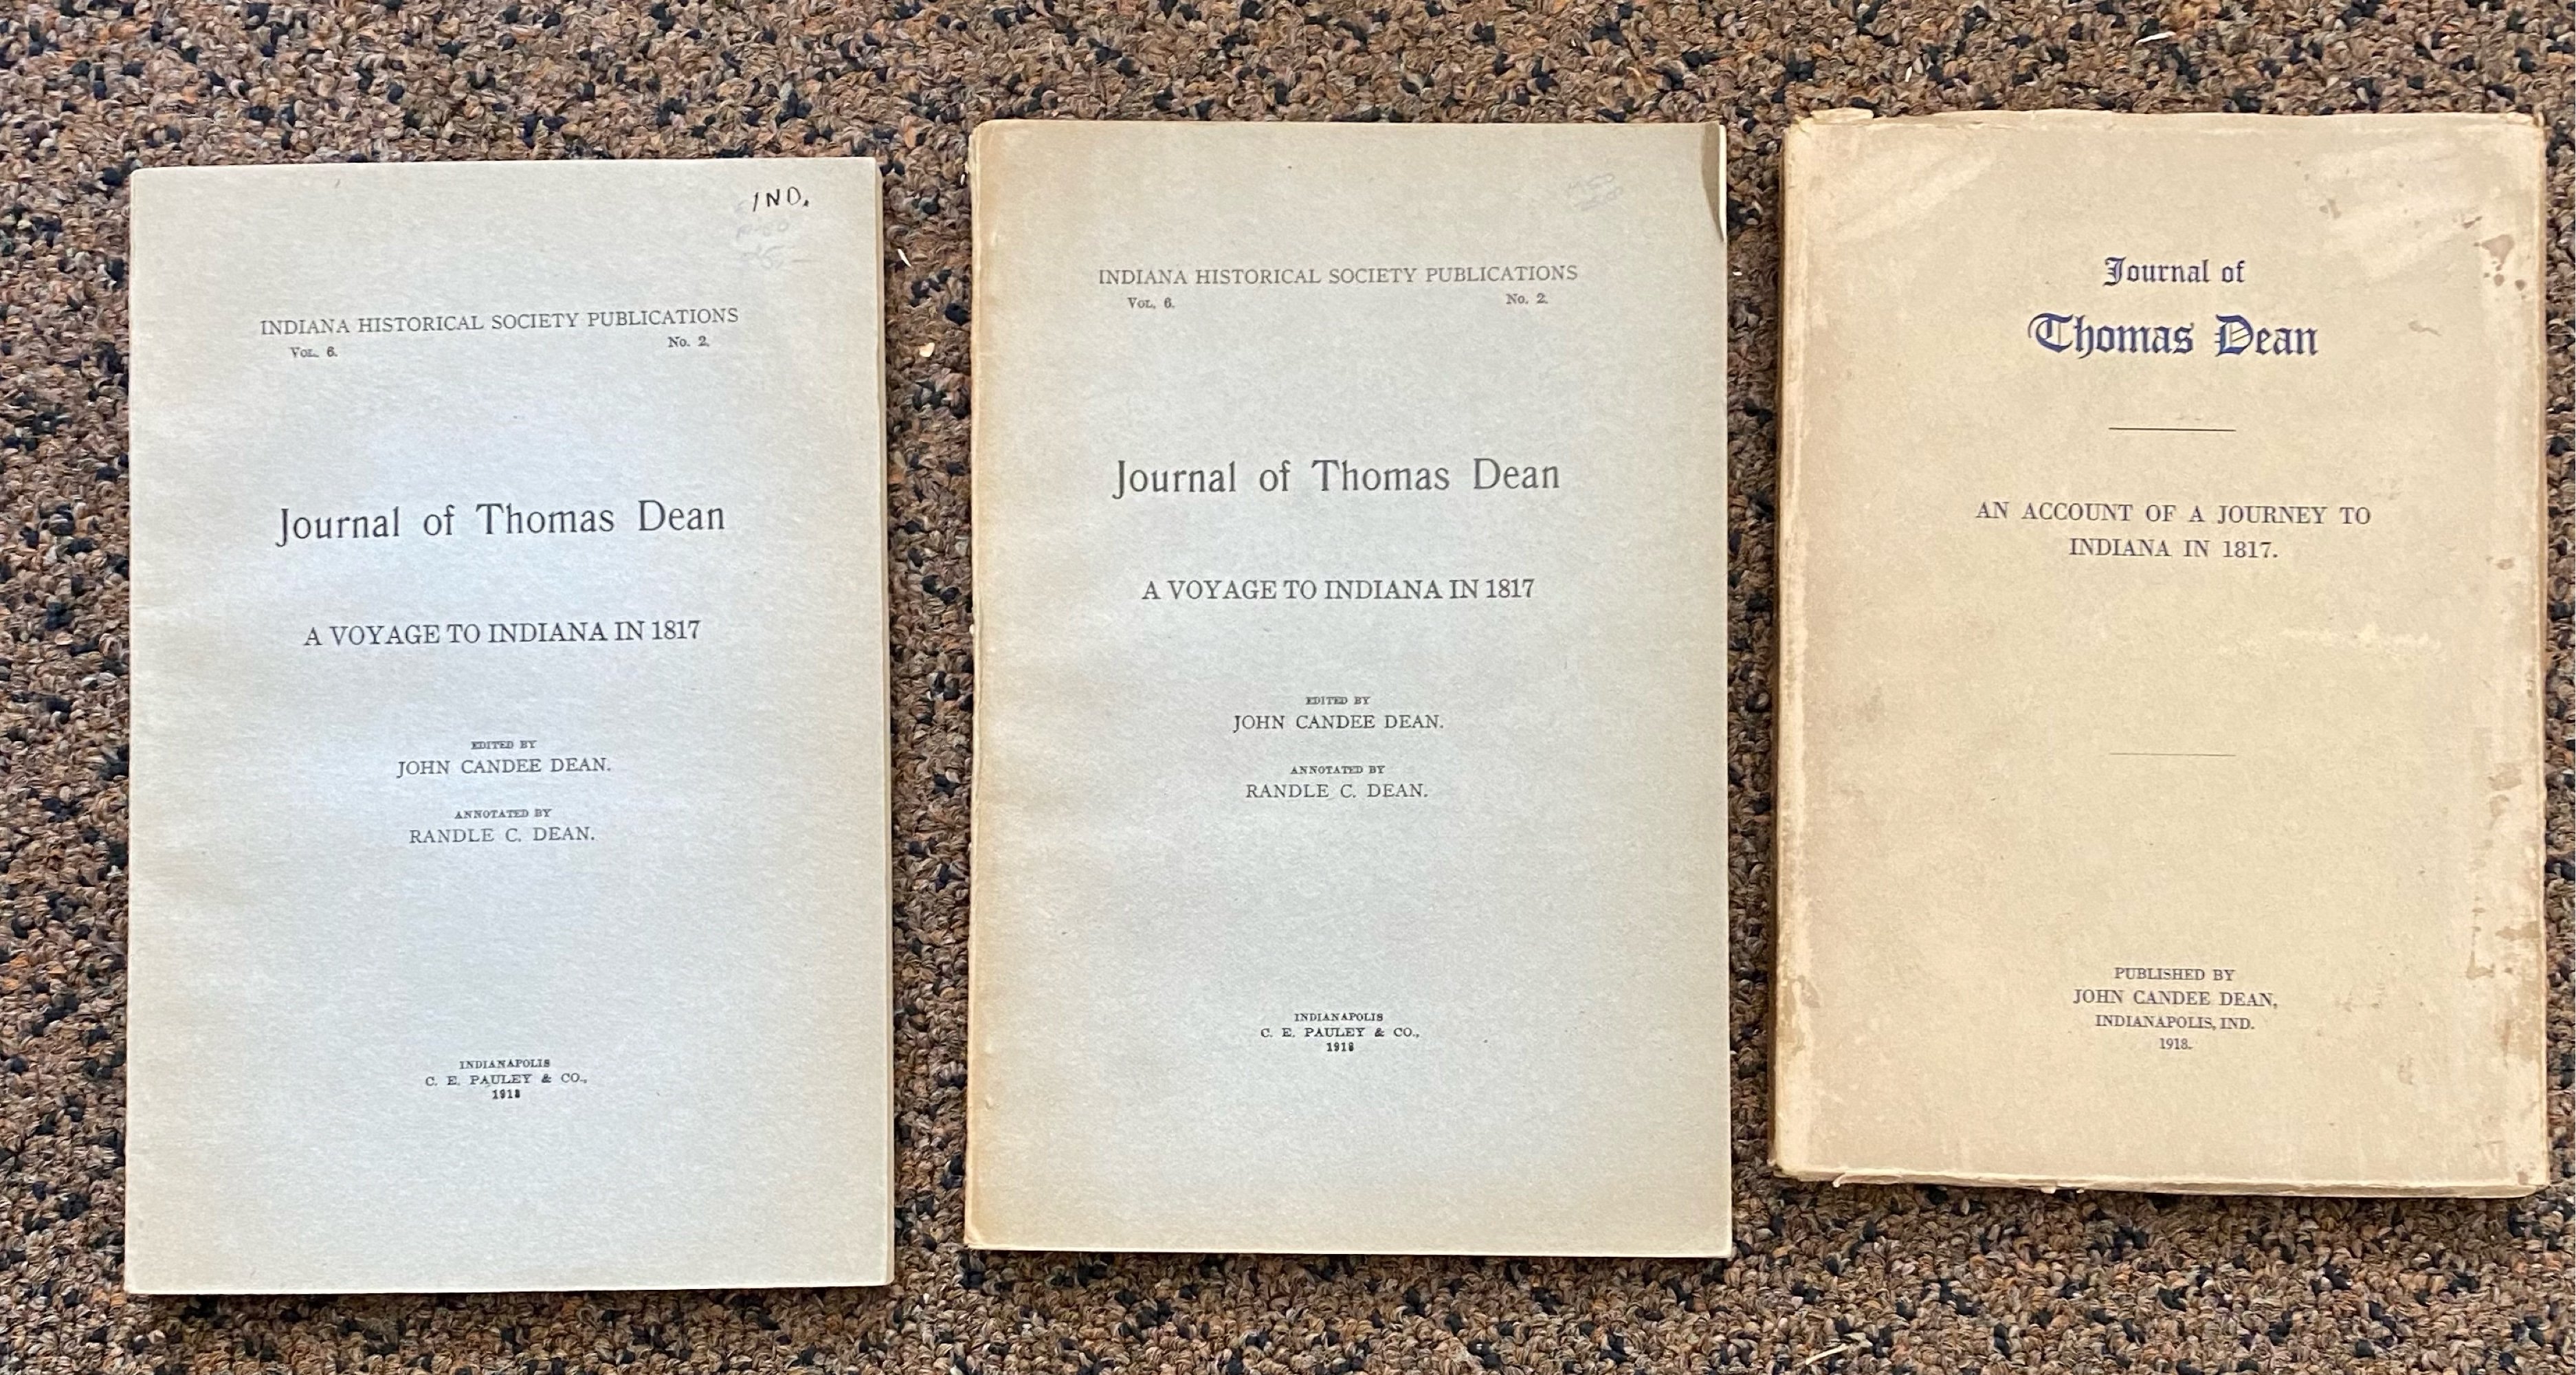 IND.
INDIANA HISTORICAL SOCIETY PUBLICATIONS
VOL. 6. No. 2.
Journal of Thomas Dean
A VOYAGE TO INDIANA IN 1817
EDITED BY
JOHN CANDEE DEAN.
ANNOTATED BY
RANDLE C. DEAN.
INDIANAPOLIS
C. E. PAULEY & CO.,
1918
INDIANA HISTORICAL SOCIETY PUBLICATIONS
VOL. 6. No. 2.
Journal of Thomas Dean
A VOYAGE TO INDIANA IN 1817
EDITED BY
JOHN CANDEE DEAN.
ANNOTATED BY
RANDLE C. DEAN.
INDIANAPOLIS
C. E. PAULEY & CO.,
1918
Journal of
Thomas Dean
AN ACCOUNT OF A JOURNEY TO
INDIANA IN 1817.
PUBLISHED BY
JOHN CANDEE DEAN,
INDIANAPOLIS, IND.
1918.